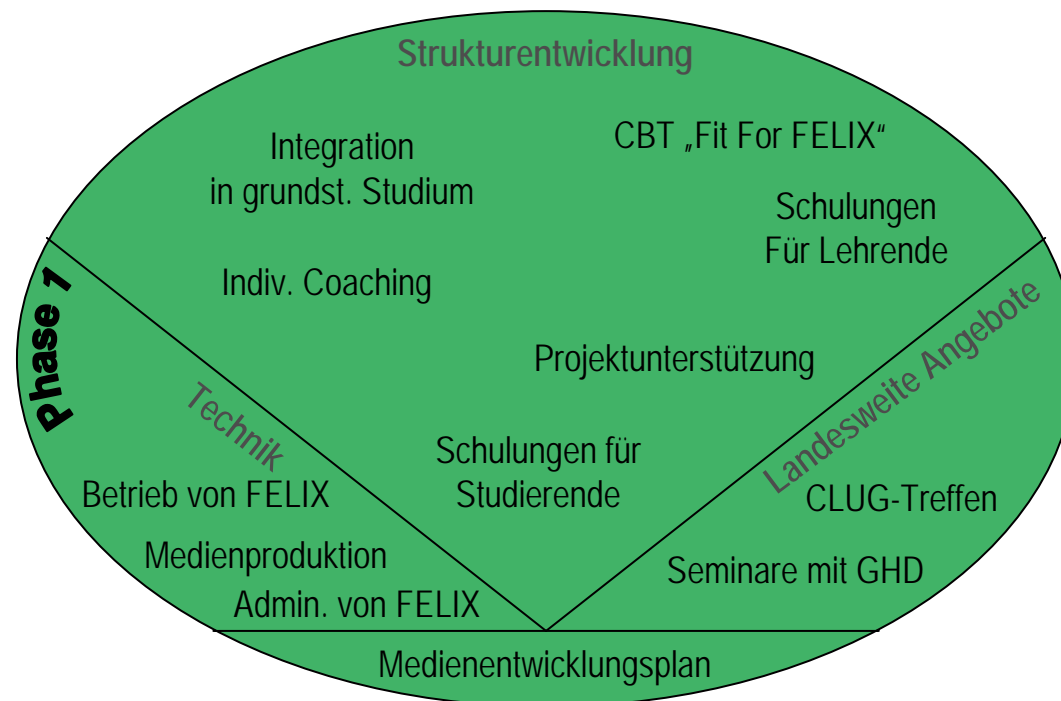 Strukturentwicklung
CBT „Fit For FELIX“
Integration
in grundst. Studium
Schulungen
Für Lehrende
Indiv. Coaching
Phase 1
Projektunterstützung
Technik
Landesweite Angebote
Schulungen für
Studierende
Betrieb von FELIX
CLUG-Treffen
Medienproduktion
Seminare mit GHD
Admin. von FELIX
Medienentwicklungsplan